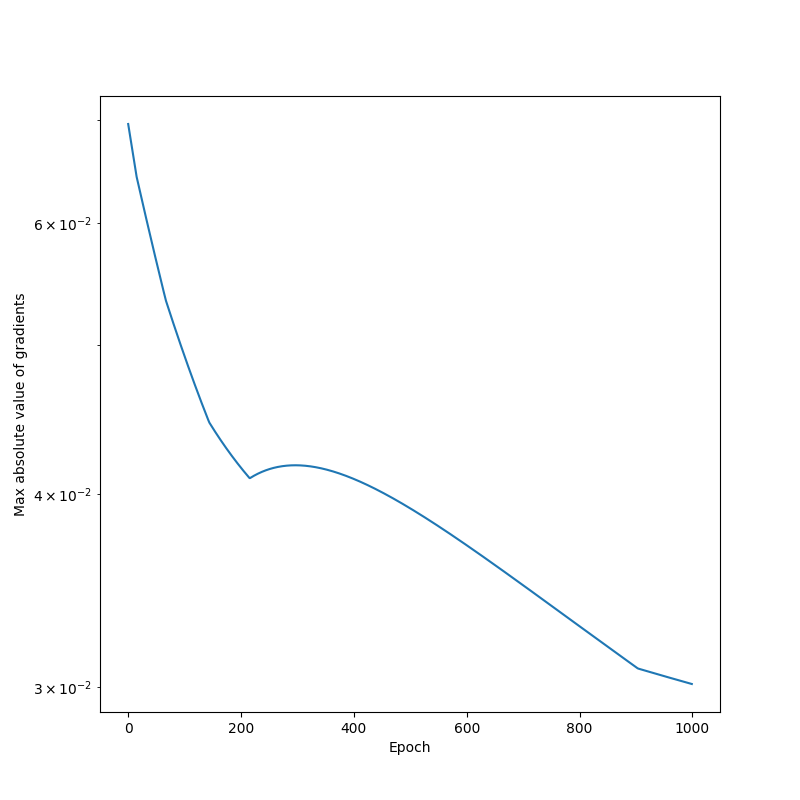 Max absolute value of gradients
6 × 10⁻²
4 × 10⁻²
3 × 10⁻²
0 200 400 600 800 1000
Epoch